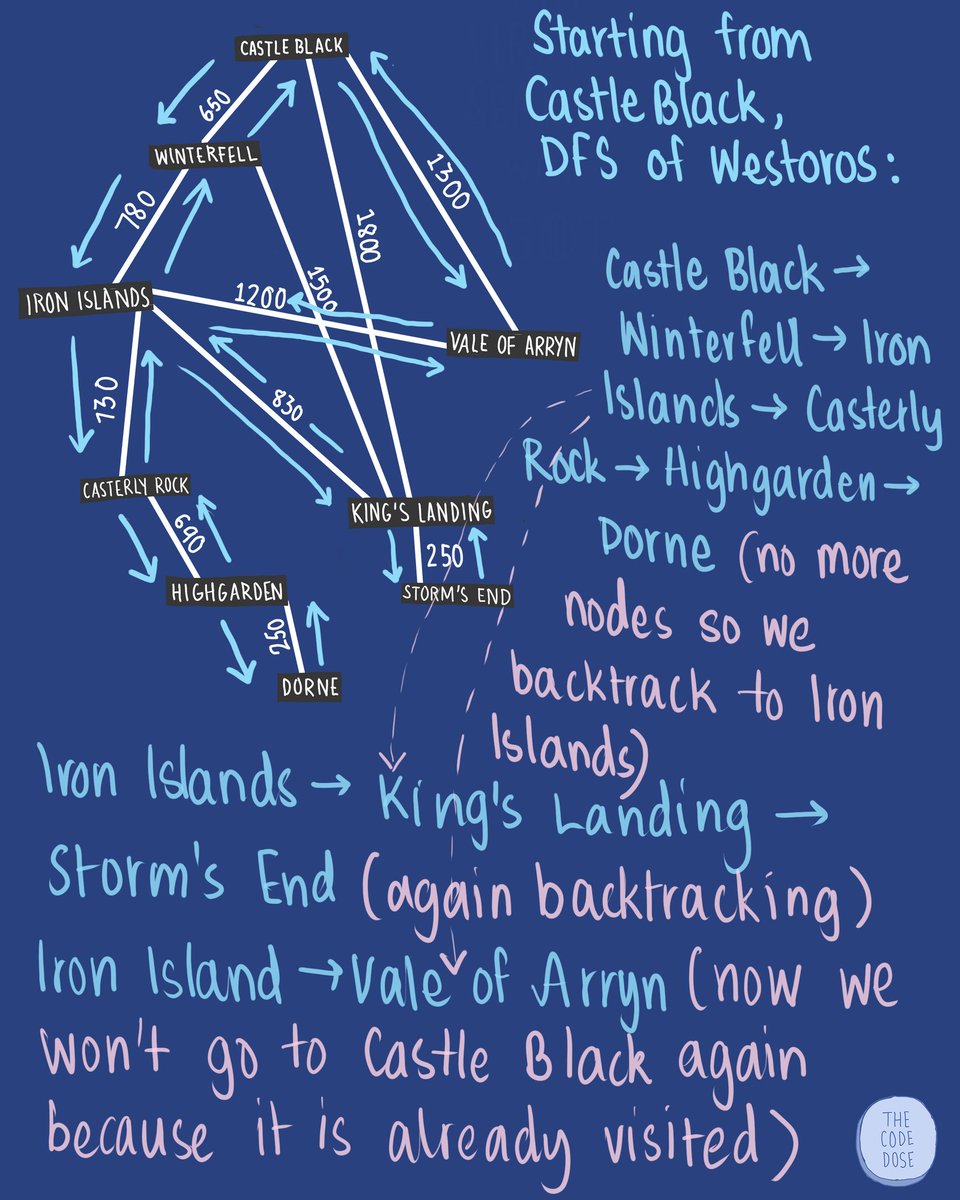 CASTLE BLACK
650
WINTERFELL
780
1300
1800
IRON ISLANDS
1200
1500
VALE OF ARRYN
730
830
CASTERLY ROCK
KING'S LANDING
690
250
HIGHGARDEN
STORM'S END
250
DORNE
Starting from
Castle Black,
DFS of Westoros:
Castle Black →
Winterfell → Iron
Islands → Casterly
Rock → Highgarden →
Dorne (no more
nodes so we
backtrack to Iron
Islands)
Iron Islands → King's Landing →
Storm's End (again backtracking)
Iron Island → Vale of Arryn (now we
won't go to Castle Black again
because it is already visited)
THE
CODE
DOSE